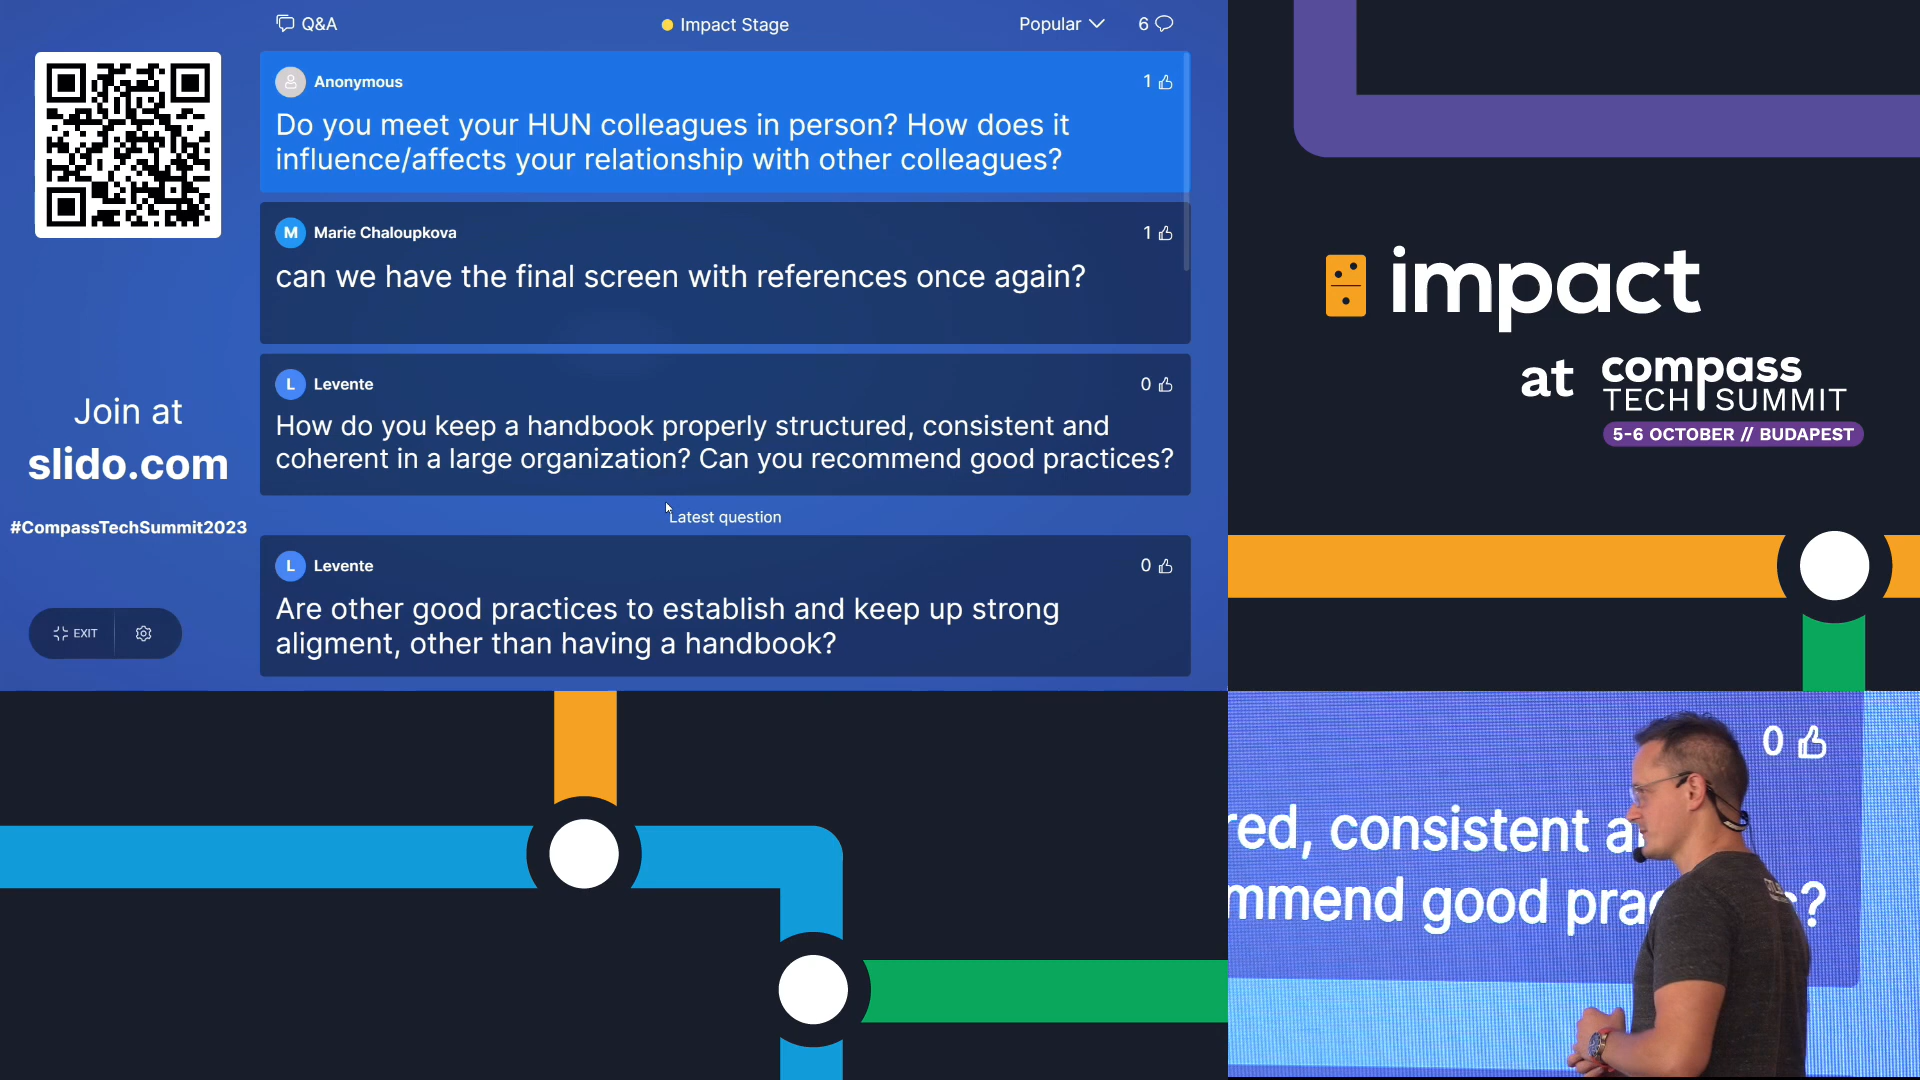 Q&A
Impact Stage
Popular
6
Anonymous
1
Do you meet your HUN colleagues in person? How does it
influence/affects your relationship with other colleagues?
M
Marie Chaloupkova
1
can we have the final screen with references once again?
L
Levente
0
How do you keep a handbook properly structured, consistent and
coherent in a large organization? Can you recommend good practices?
Latest question
L
Levente
0
Are other good practices to establish and keep up strong
aligment, other than having a handbook?
Join at
slido.com
#CompassTechSummit2023
EXIT
impact
at
compass
TECH SUMMIT
5-6 OCTOBER // BUDAPEST
0
red, consistent a
mmend good prac s?